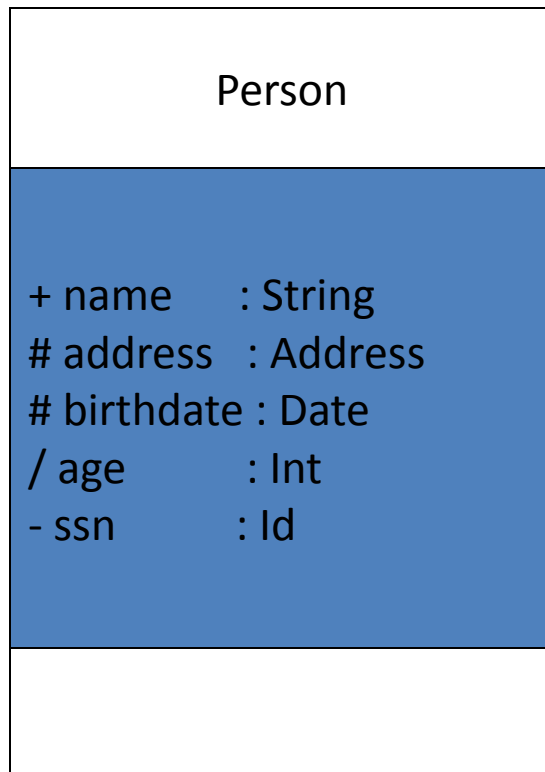 Person
+ name : String
# address : Address
# birthdate : Date
/ age : Int
- ssn : Id